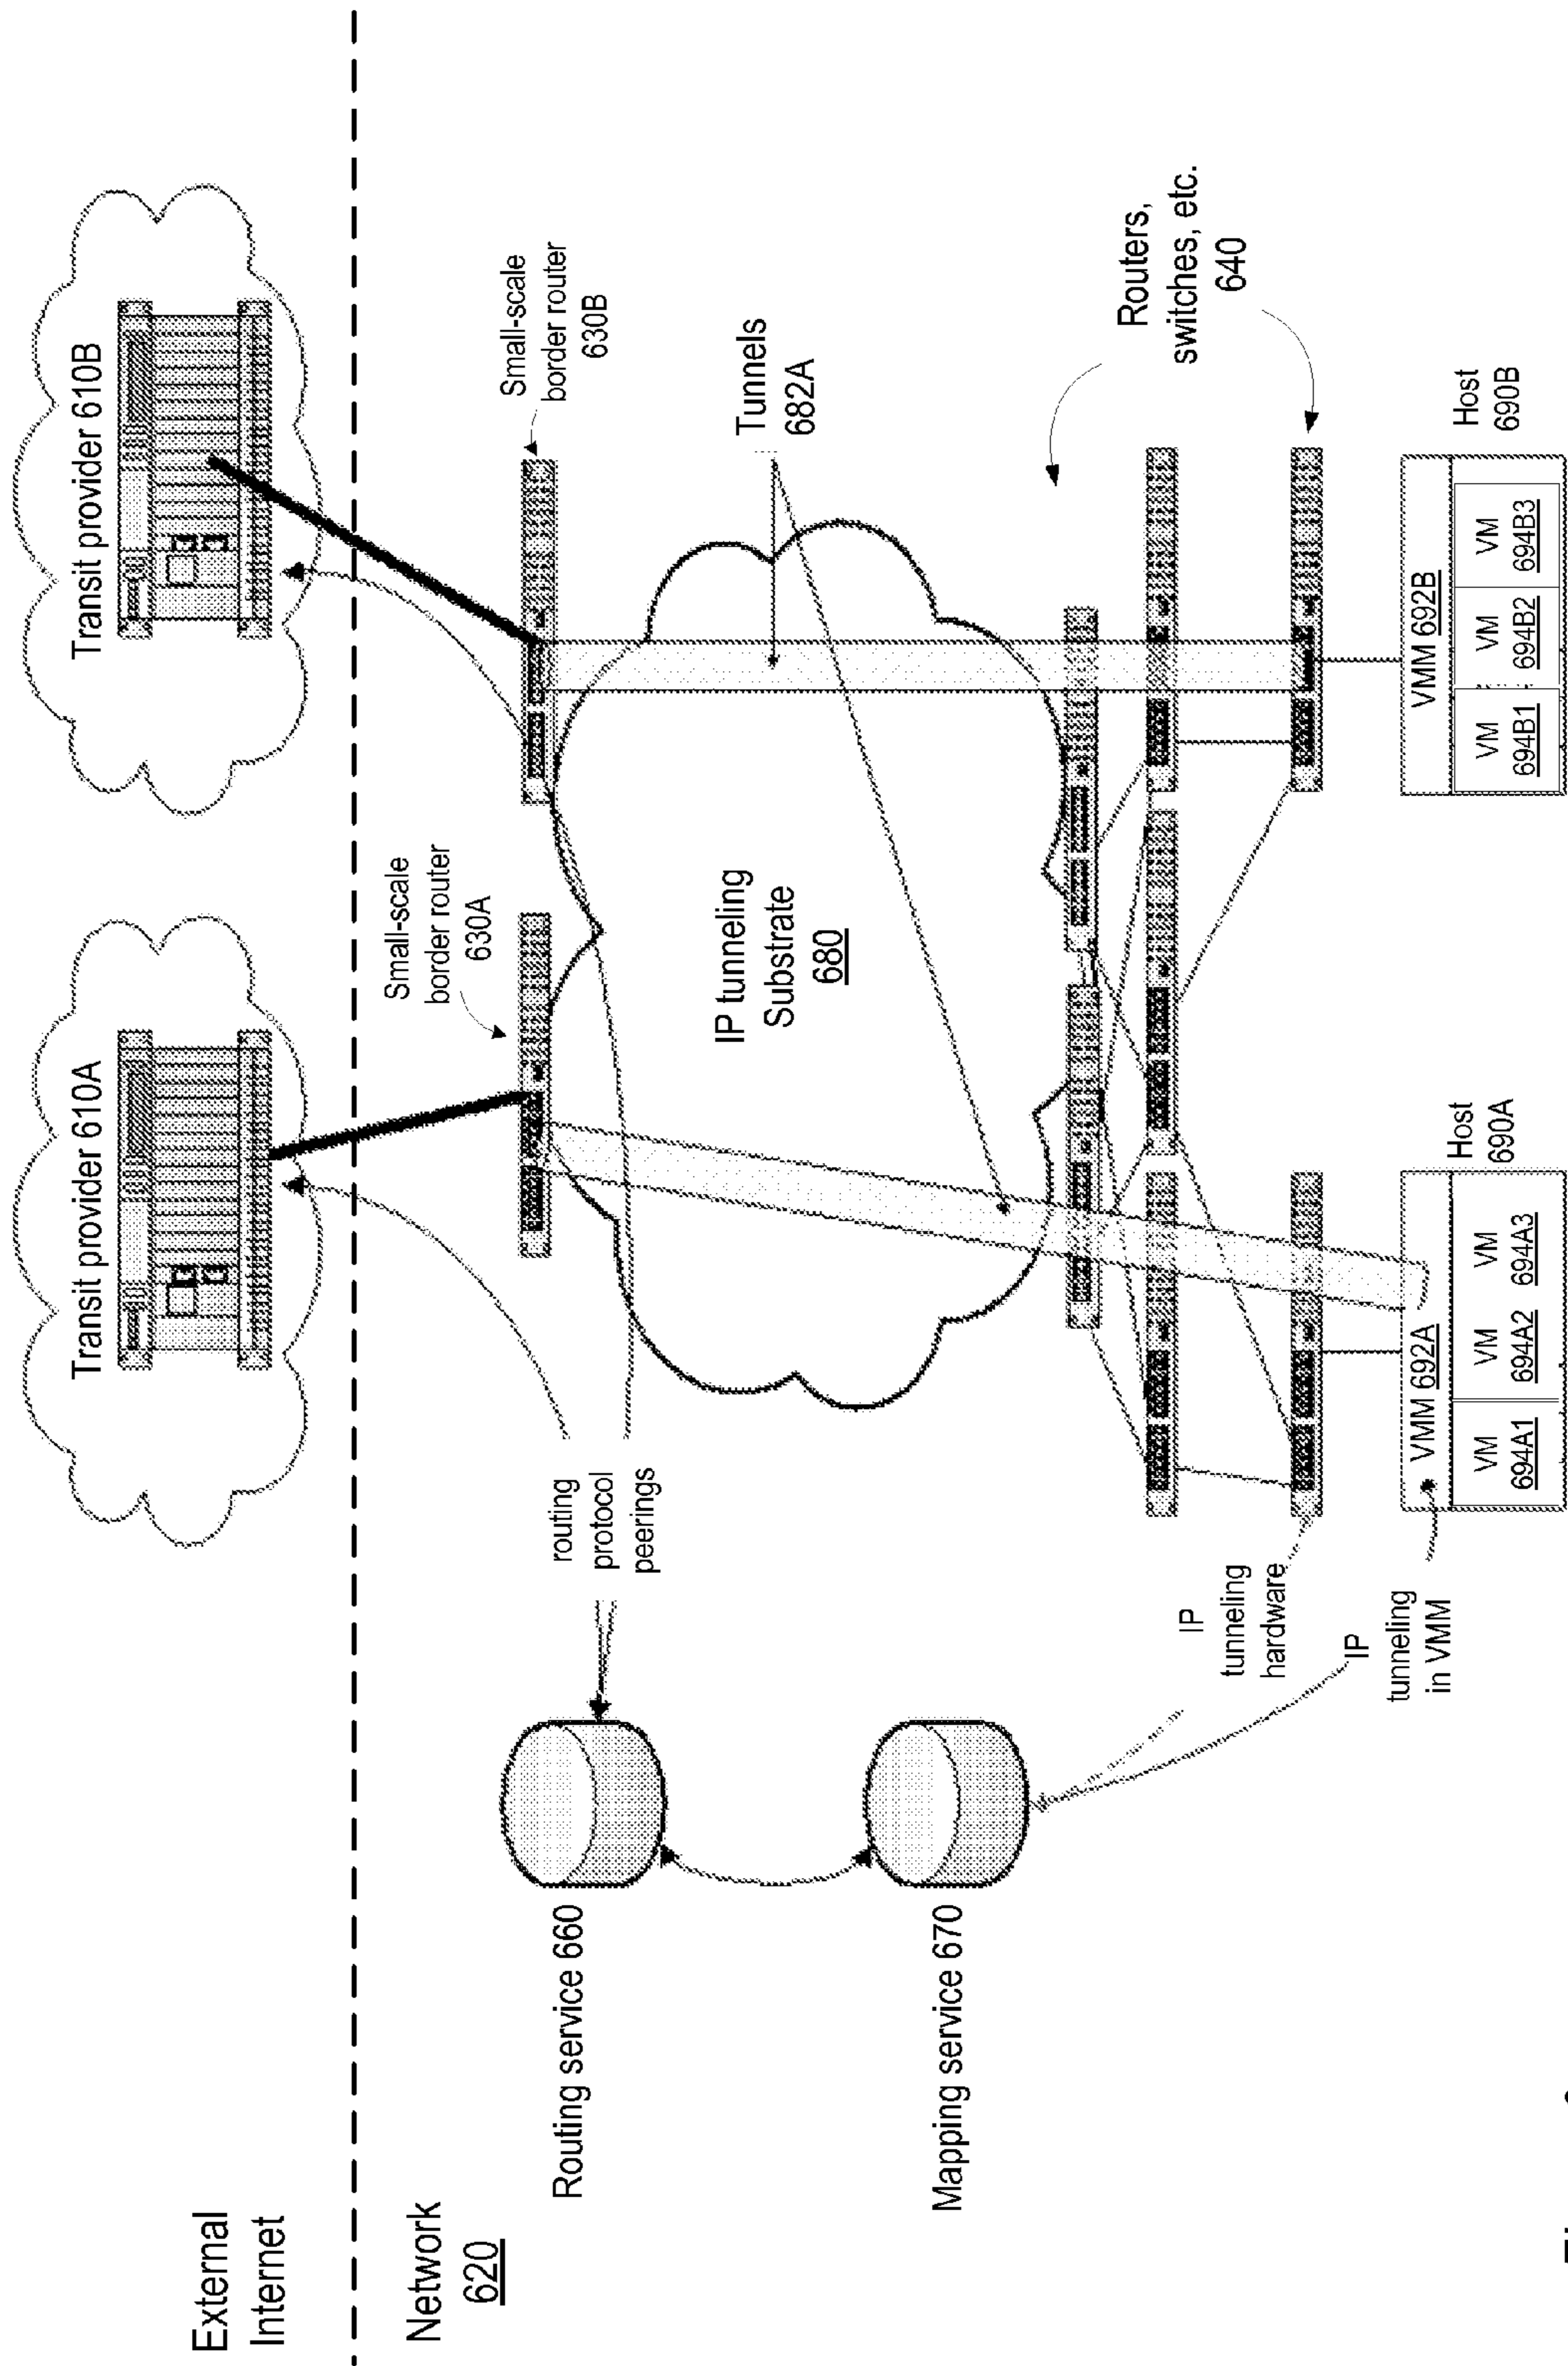 External
Internet
Transit provider 610A
Transit provider 610B
Network
620
Small-scale
border router
630A
Small-scale
border router
630B
Routing service 660
routing
protocol
peerings
IP tunneling
Substrate
680
Tunnels
682A
Mapping service 670
Routers,
switches, etc.
640
IP
tunneling
hardware
IP
tunneling
in VMM
VMM 692A
VM
694A1
VM
694A2
VM
694A3
Host
690A
VMM 692B
VM
694B1
VM
694B2
VM
694B3
Host
690B